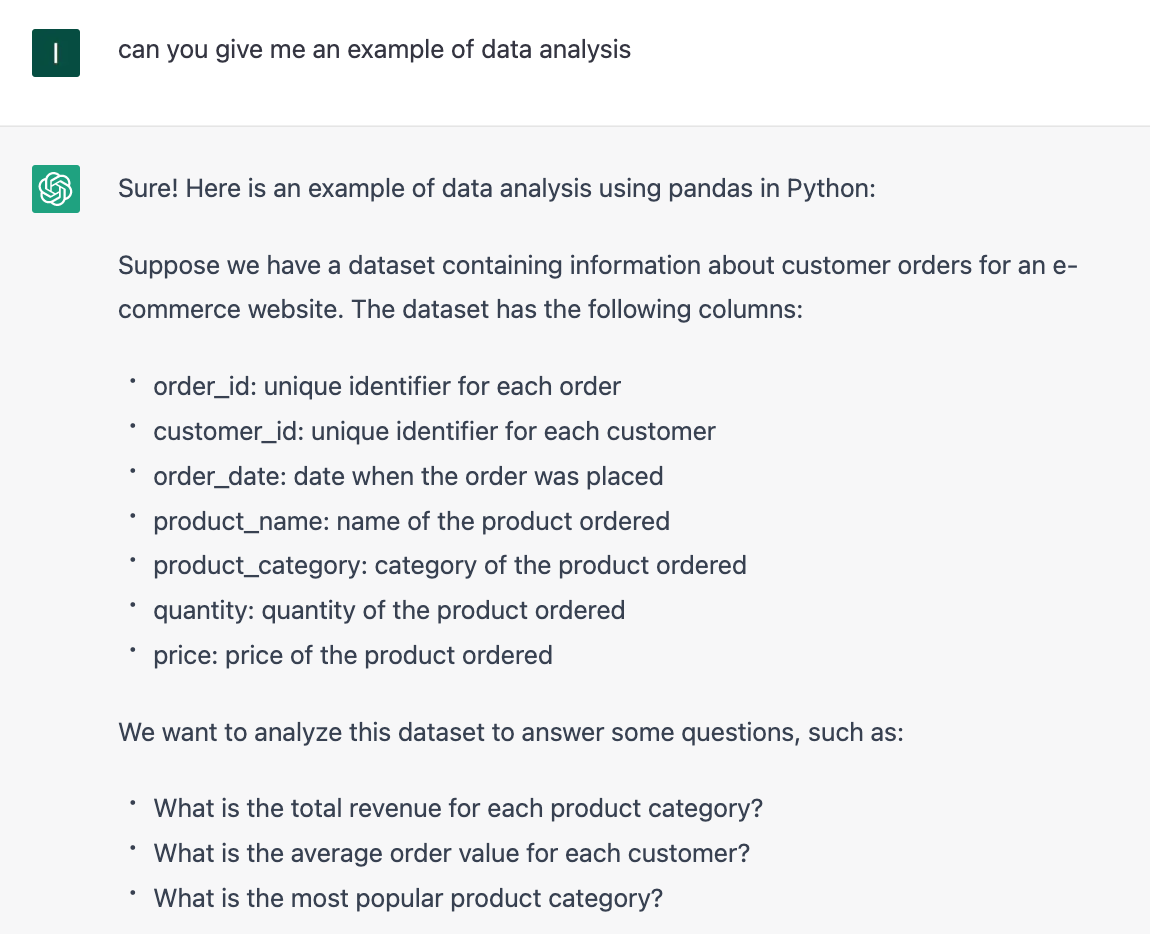 I
can you give me an example of data analysis
Sure! Here is an example of data analysis using pandas in Python:
Suppose we have a dataset containing information about customer orders for an e-
commerce website. The dataset has the following columns:
• order_id: unique identifier for each order
• customer_id: unique identifier for each customer
• order_date: date when the order was placed
• product_name: name of the product ordered
• product_category: category of the product ordered
• quantity: quantity of the product ordered
• price: price of the product ordered
We want to analyze this dataset to answer some questions, such as:
• What is the total revenue for each product category?
• What is the average order value for each customer?
• What is the most popular product category?